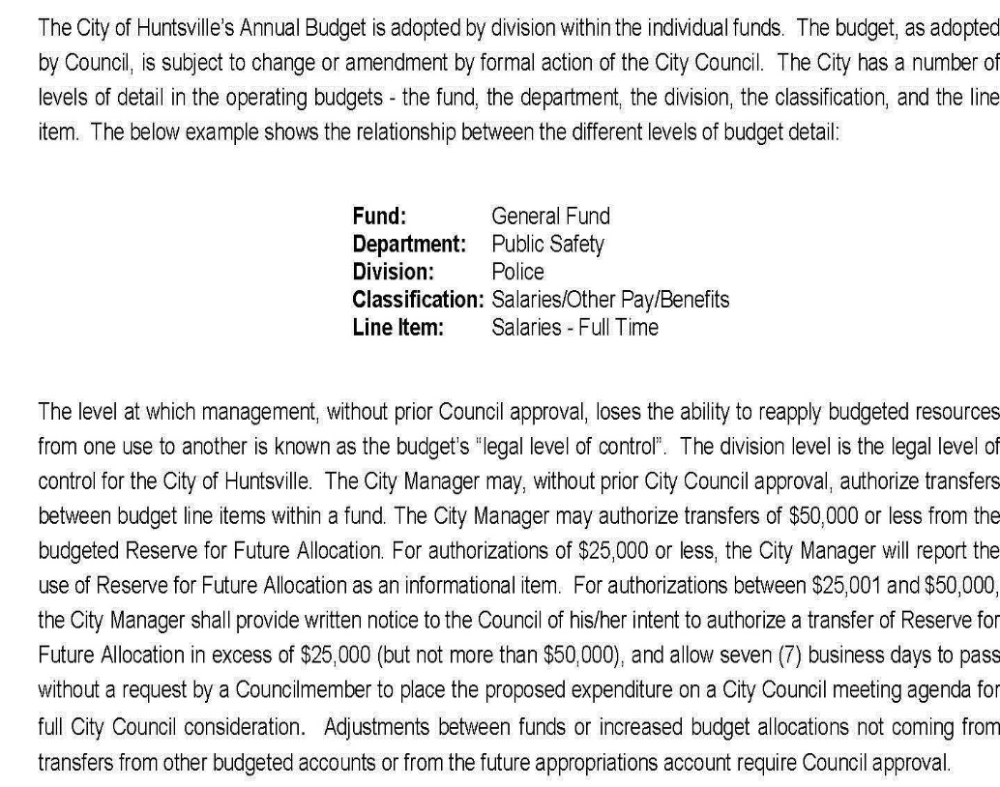 The City of Huntsville's Annual Budget is adopted by division within the individual funds. The budget, as adopted
by Council, is subject to change or amendment by formal action of the City Council. The City has a number of
levels of detail in the operating budgets - the fund, the department, the division, the classification, and the line
item. The below example shows the relationship between the different levels of budget detail:
Fund: General Fund
Department: Public Safety
Division: Police
Classification: Salaries/Other Pay/Benefits
Line Item: Salaries - Full Time
The level at which management, without prior Council approval, loses the ability to reapply budgeted resources
from one use to another is known as the budget's "legal level of control". The division level is the legal level of
control for the City of Huntsville. The City Manager may, without prior City Council approval, authorize transfers
between budget line items within a fund. The City Manager may authorize transfers of $50,000 or less from the
budgeted Reserve for Future Allocation. For authorizations of $25,000 or less, the City Manager will report the
use of Reserve for Future Allocation as an informational item. For authorizations between $25,001 and $50,000,
the City Manager shall provide written notice to the Council of his/her intent to authorize a transfer of Reserve for
Future Allocation in excess of $25,000 (but not more than $50,000), and allow seven (7) business days to pass
without a request by a Councilmember to place the proposed expenditure on a City Council meeting agenda for
full City Council consideration. Adjustments between funds or increased budget allocations not coming from
transfers from other budgeted accounts or from the future appropriations account require Council approval.